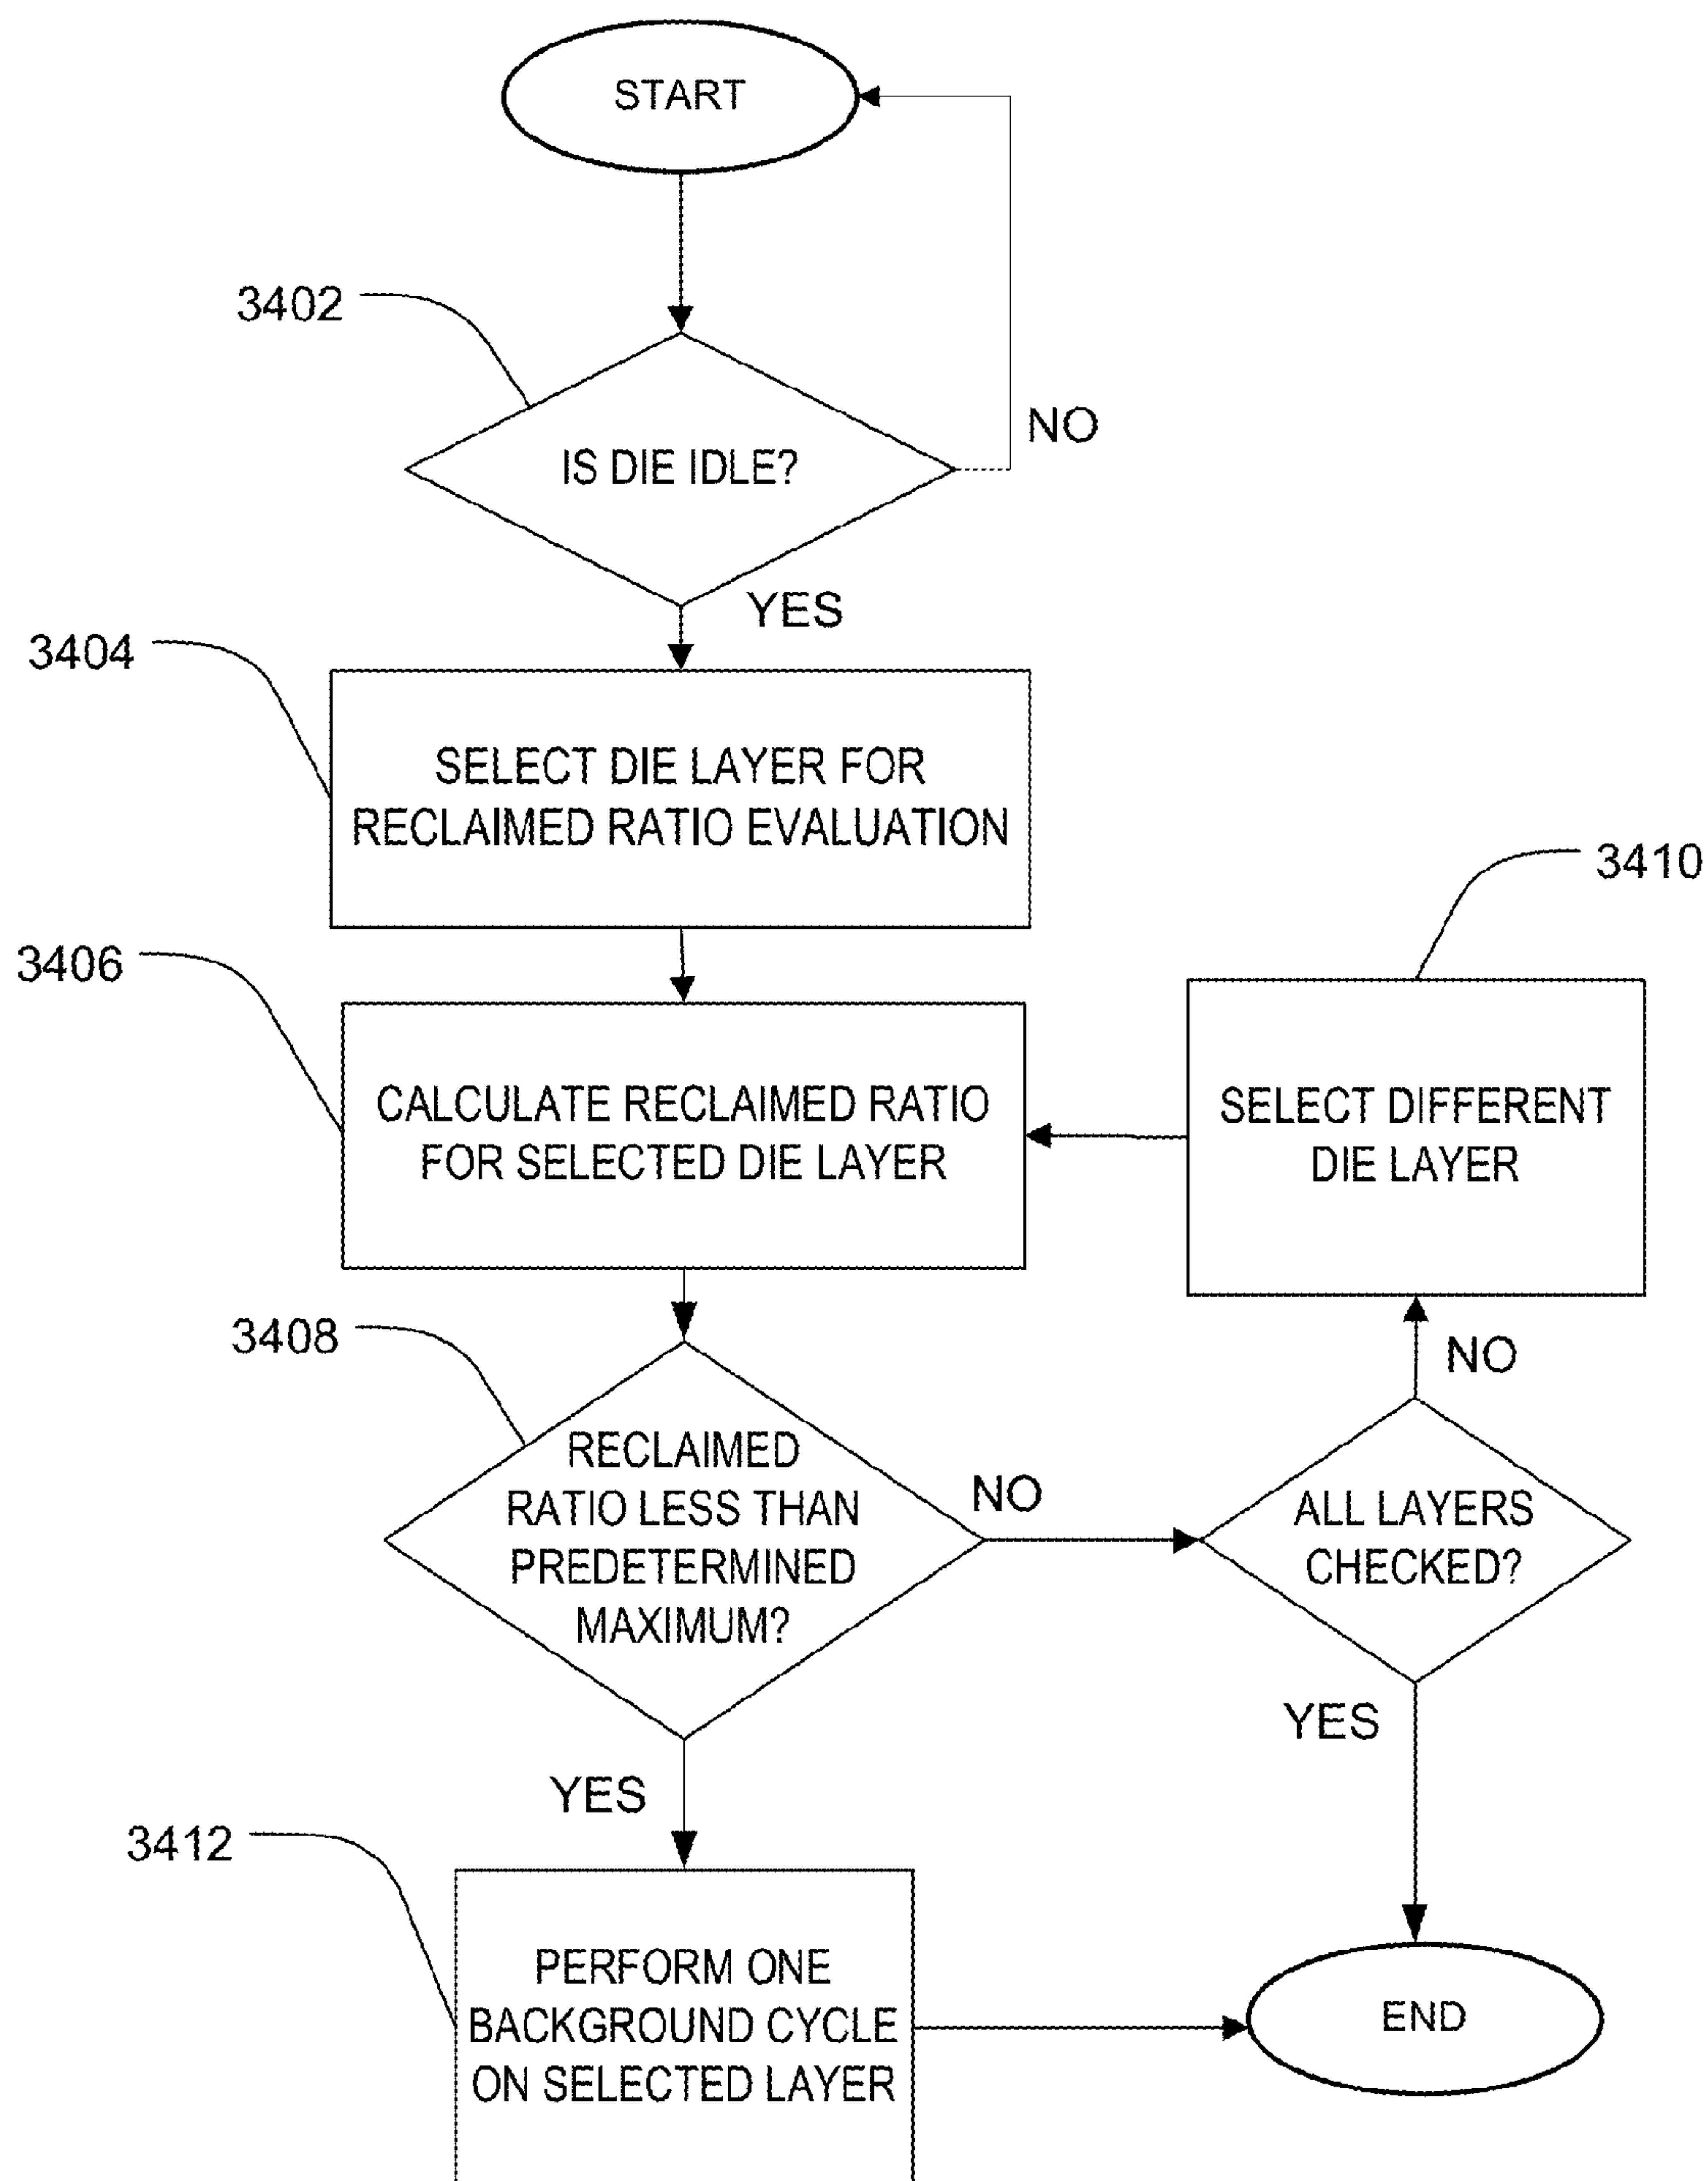 START
3402
NO
IS DIE IDLE?
YES
3404
SELECT DIE LAYER FOR
RECLAIMED RATIO EVALUATION
3410
3406
CALCULATE RECLAIMED RATIO
FOR SELECTED DIE LAYER
SELECT DIFFERENT
DIE LAYER
3408
NO
RECLAIMED
RATIO LESS THAN
PREDETERMINED
MAXIMUM?
NO
ALL LAYERS
CHECKED?
YES
YES
3412
PERFORM ONE
BACKGROUND CYCLE
ON SELECTED LAYER
END